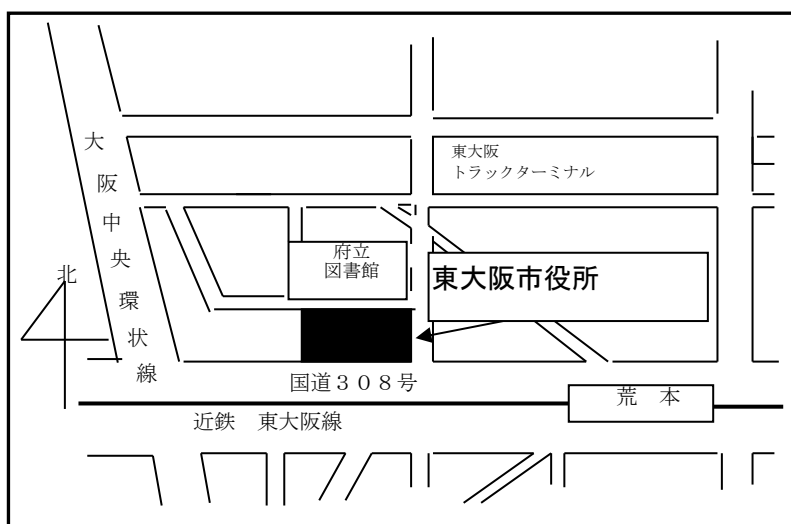 大阪中央環状線
東大阪
トラックターミナル
府立
図書館
北
東大阪市役所
国道３０８号
荒　本
近鉄　東大阪線